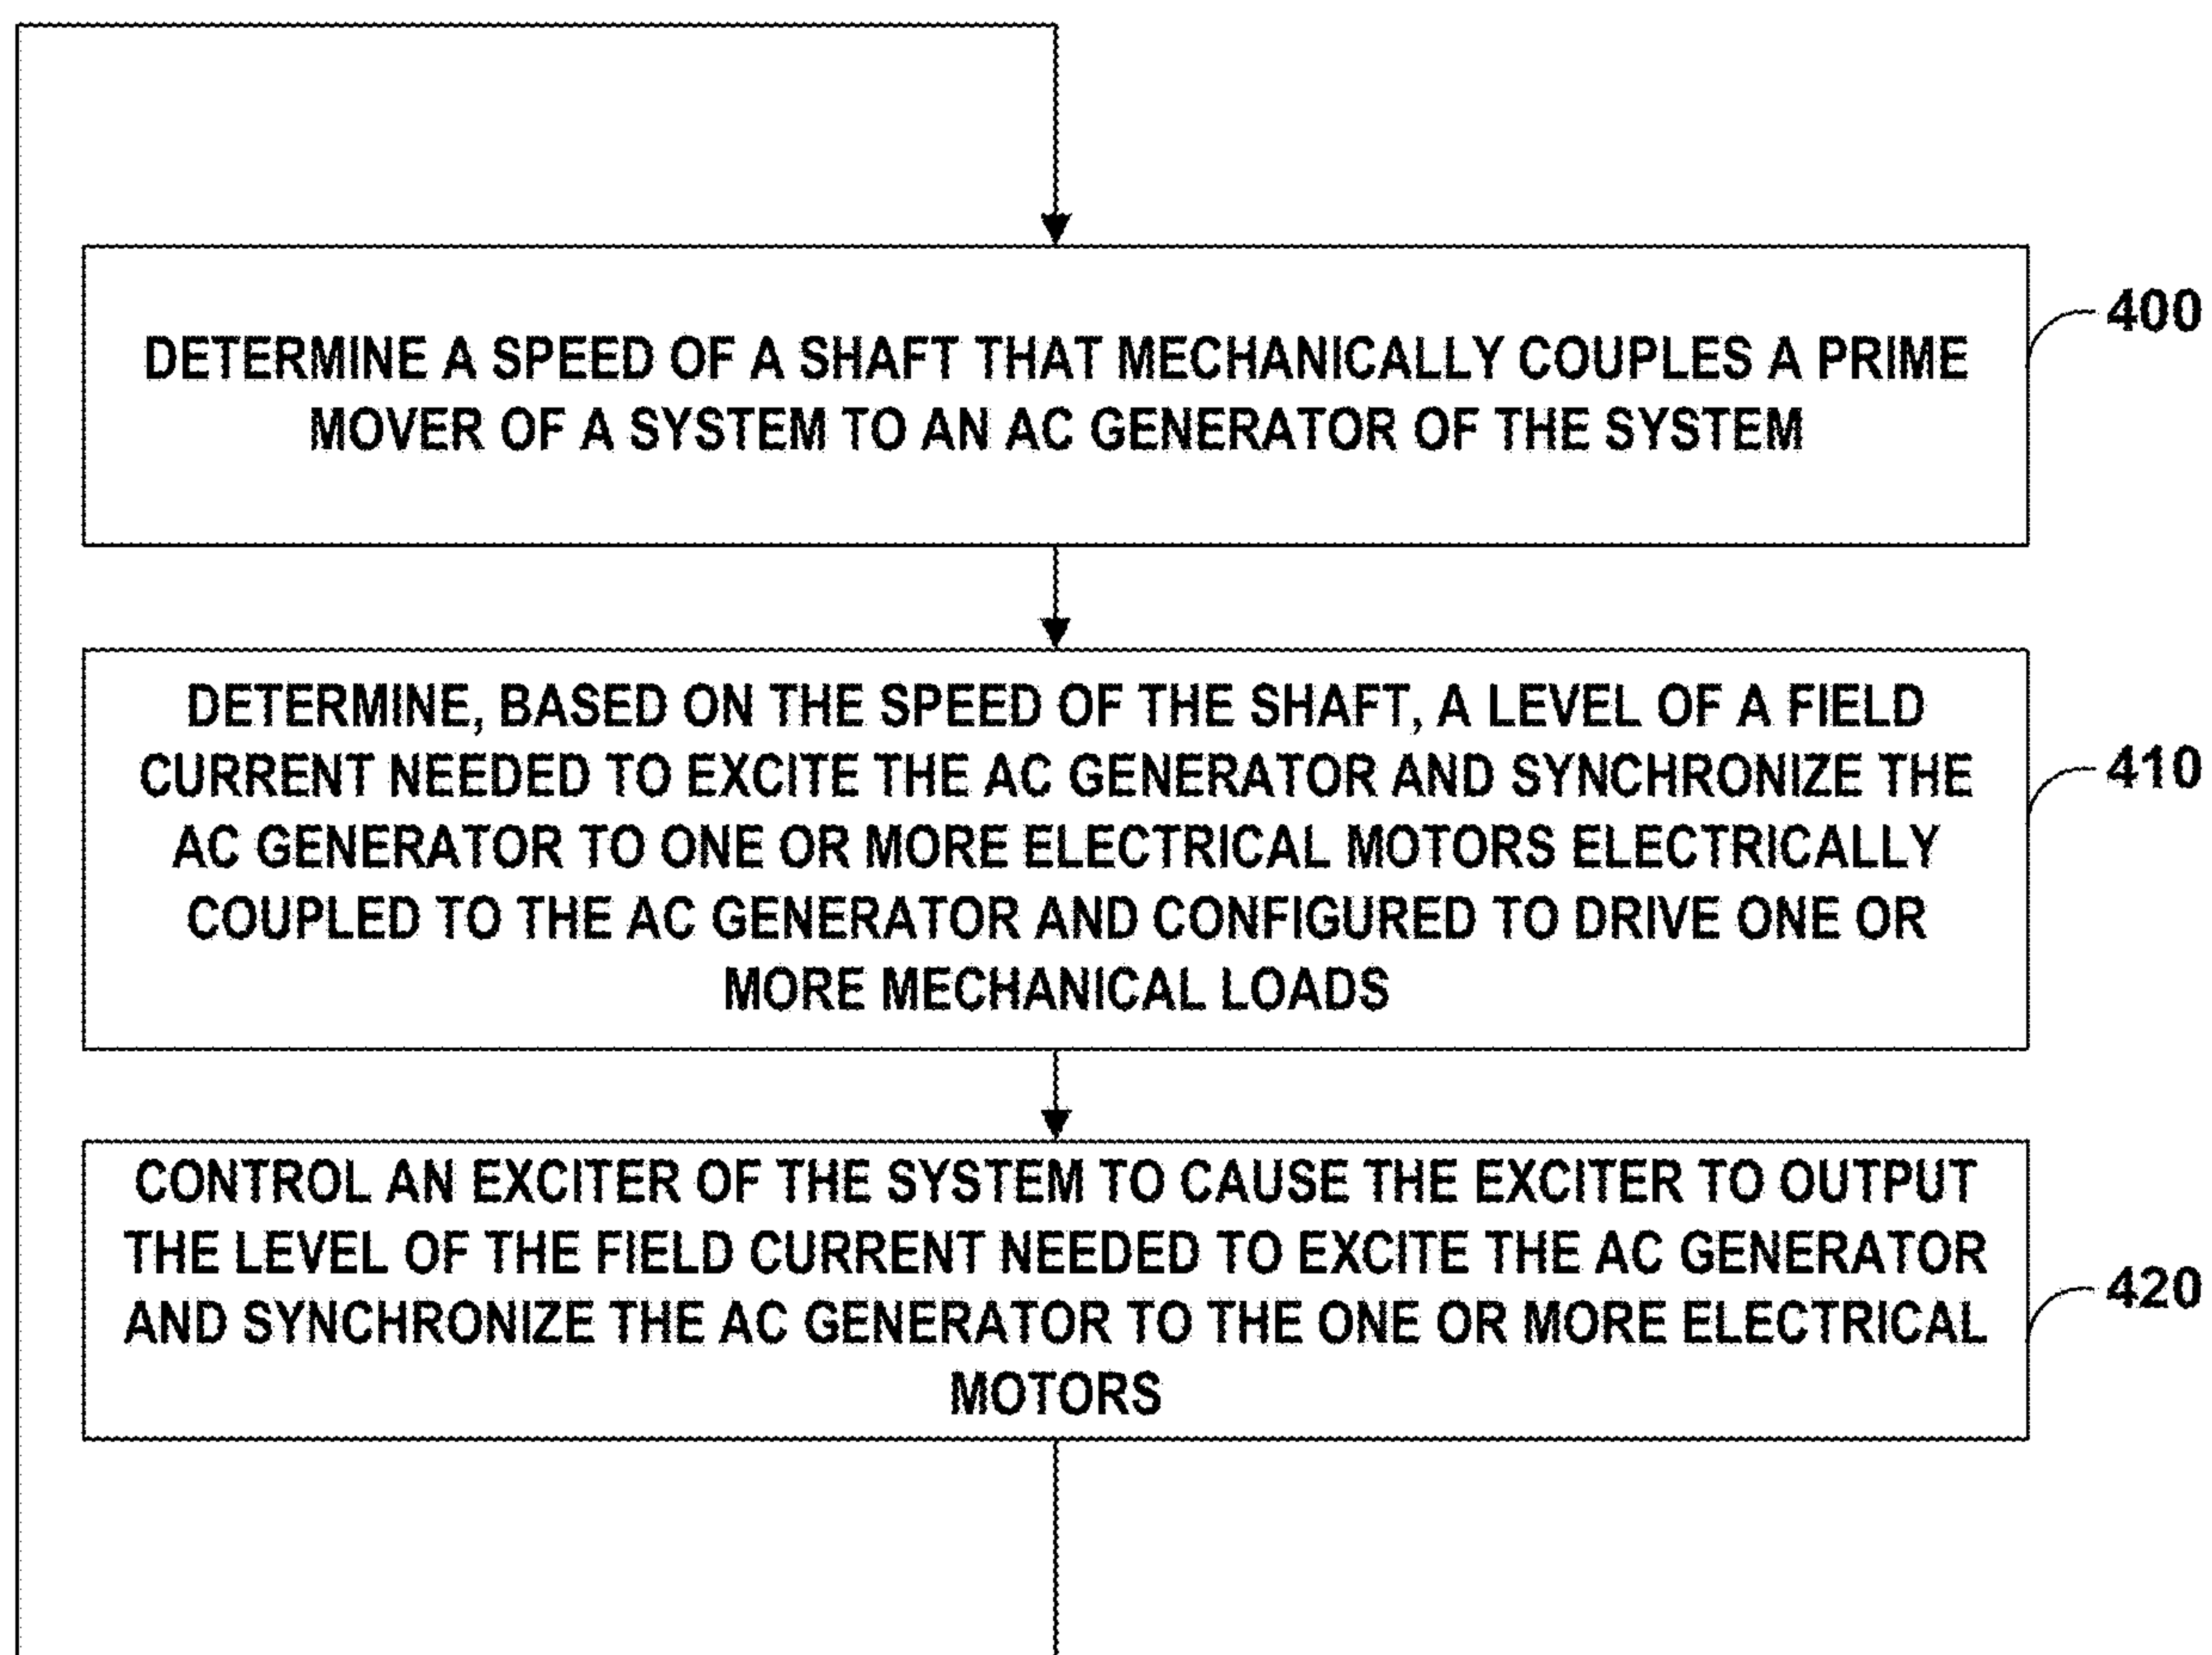 DETERMINE A SPEED OF A SHAFT THAT MECHANICALLY COUPLES A PRIME
MOVER OF A SYSTEM TO AN AC GENERATOR OF THE SYSTEM
400
DETERMINE, BASED ON THE SPEED OF THE SHAFT, A LEVEL OF A FIELD
CURRENT NEEDED TO EXCITE THE AC GENERATOR AND SYNCHRONIZE THE
AC GENERATOR TO ONE OR MORE ELECTRICAL MOTORS ELECTRICALLY
COUPLED TO THE AC GENERATOR AND CONFIGURED TO DRIVE ONE OR
MORE MECHANICAL LOADS
410
CONTROL AN EXCITER OF THE SYSTEM TO CAUSE THE EXCITER TO OUTPUT
THE LEVEL OF THE FIELD CURRENT NEEDED TO EXCITE THE AC GENERATOR
AND SYNCHRONIZE THE AC GENERATOR TO THE ONE OR MORE ELECTRICAL
MOTORS
420